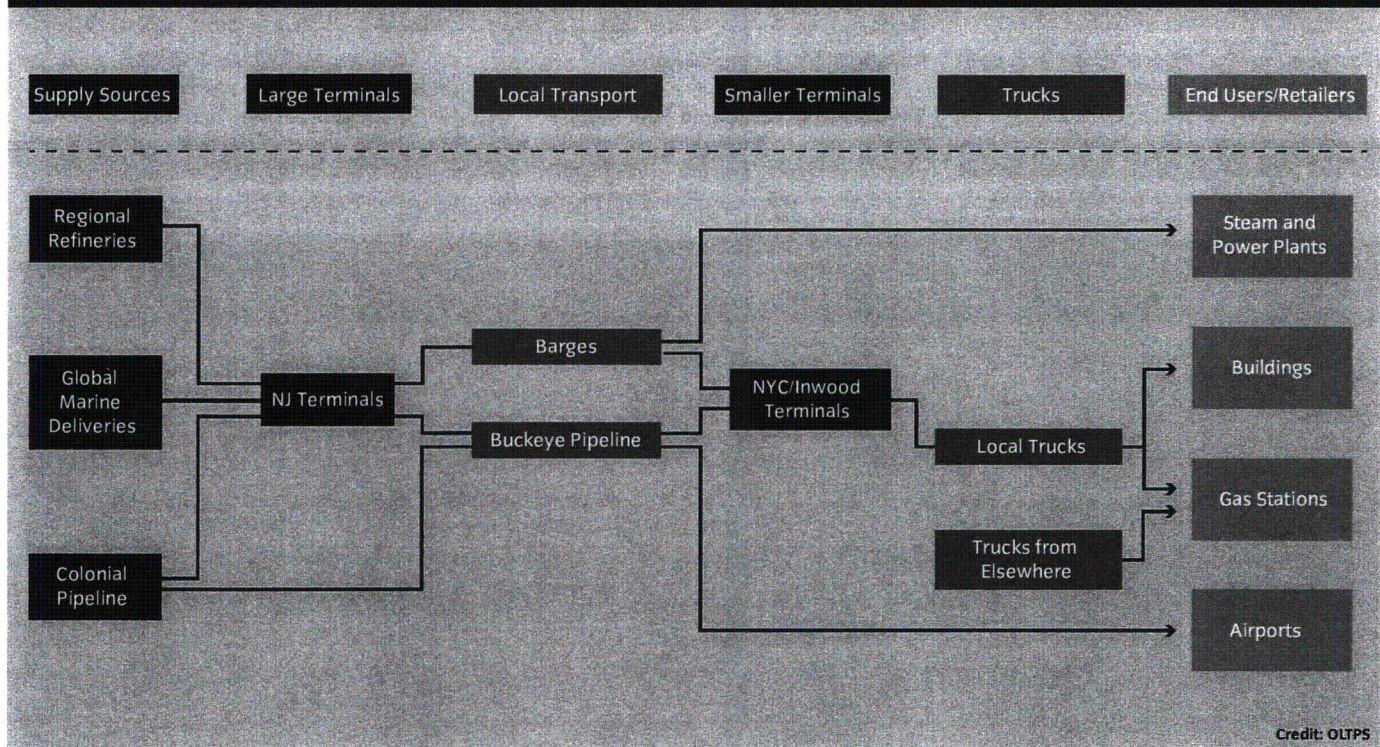 Supply Sources
Large Terminals
Local Transport
Smaller Terminals
Trucks
End Users/Retailers
Regional
Refineries
Global
Marine
Deliveries
Colonial
Pipeline
NJ Terminals
Barges
Buckeye Pipeline
NYC/Inwood
Terminals
Local Trucks
Trucks from
Elsewhere
Steam and
Power Plants
Buildings
Gas Stations
Airports
Credit: OLTPS